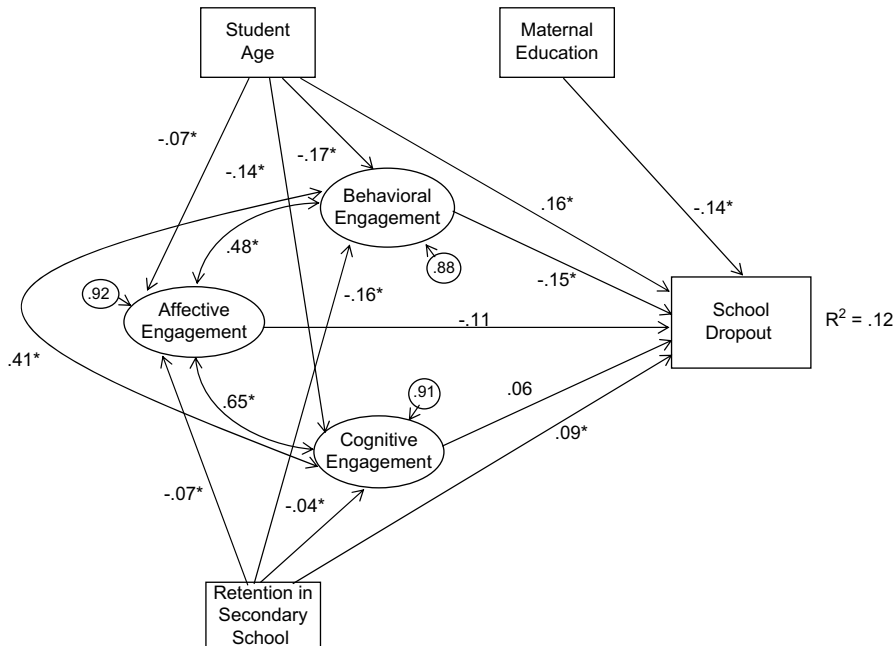 Student
Age
Maternal
Education
-.07*
-.14*
-.17*
.16*
-.14*
Behavioral
Engagement
.48*
.88
-.15*
.92
-.16*
Affective
Engagement
-.11
School
Dropout
R² = .12
.41*
.65*
.91
.06
Cognitive
Engagement
.09*
-.07*
-.04*
Retention in
Secondary
School